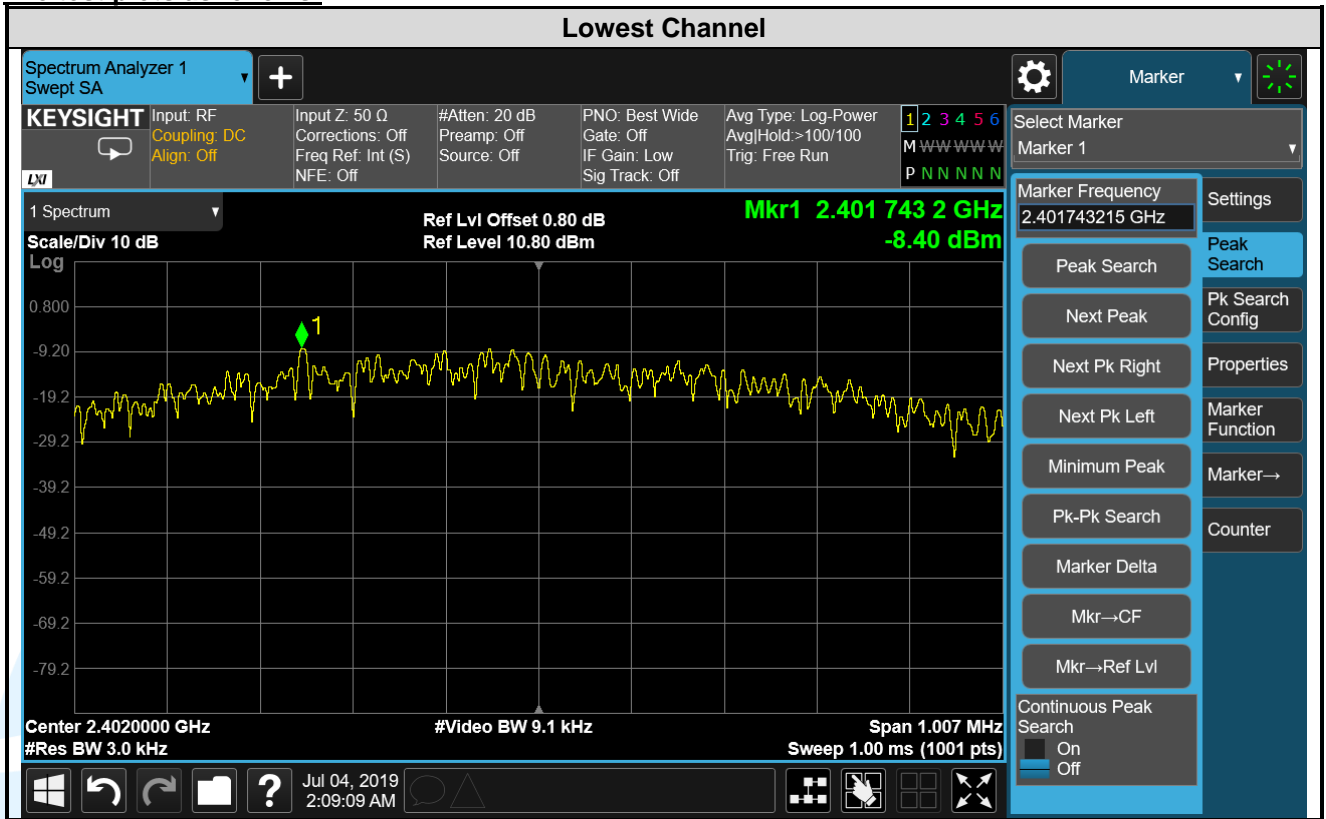 Lowest Channel
Spectrum Analyzer 1
Swept SA
Marker
KEYSIGHT
LXI
Input: RF
Coupling: DC
Align: Off
Input Z: 50 Ω
Corrections: Off
Freq Ref: Int (S)
NFE: Off
#Atten: 20 dB
Preamp: Off
Source: Off
PNO: Best Wide
Gate: Off
IF Gain: Low
Sig Track: Off
Avg Type: Log-Power
Avg|Hold:>100/100
Trig: Free Run
1 2 3 4 5 6
M W W W W W
P N N N N N
Select Marker
Marker 1
1 Spectrum
Scale/Div 10 dB
Log
Ref Lvl Offset 0.80 dB
Ref Level 10.80 dBm
Mkr1 2.401 743 2 GHz
-8.40 dBm
0.800
-9.20
-19.2
-29.2
-39.2
-49.2
-59.2
-69.2
-79.2
1
Center 2.4020000 GHz
#Res BW 3.0 kHz
#Video BW 9.1 kHz
Span 1.007 MHz
Sweep 1.00 ms (1001 pts)
Marker Frequency
2.401743215 GHz
Peak Search
Next Peak
Next Pk Right
Next Pk Left
Minimum Peak
Pk-Pk Search
Marker Delta
Mkr→CF
Mkr→Ref Lvl
Continuous Peak
Search
On
Off
Settings
Peak
Search
Pk Search
Config
Properties
Marker
Function
Marker→
Counter
?
Jul 04, 2019
2:09:09 AM